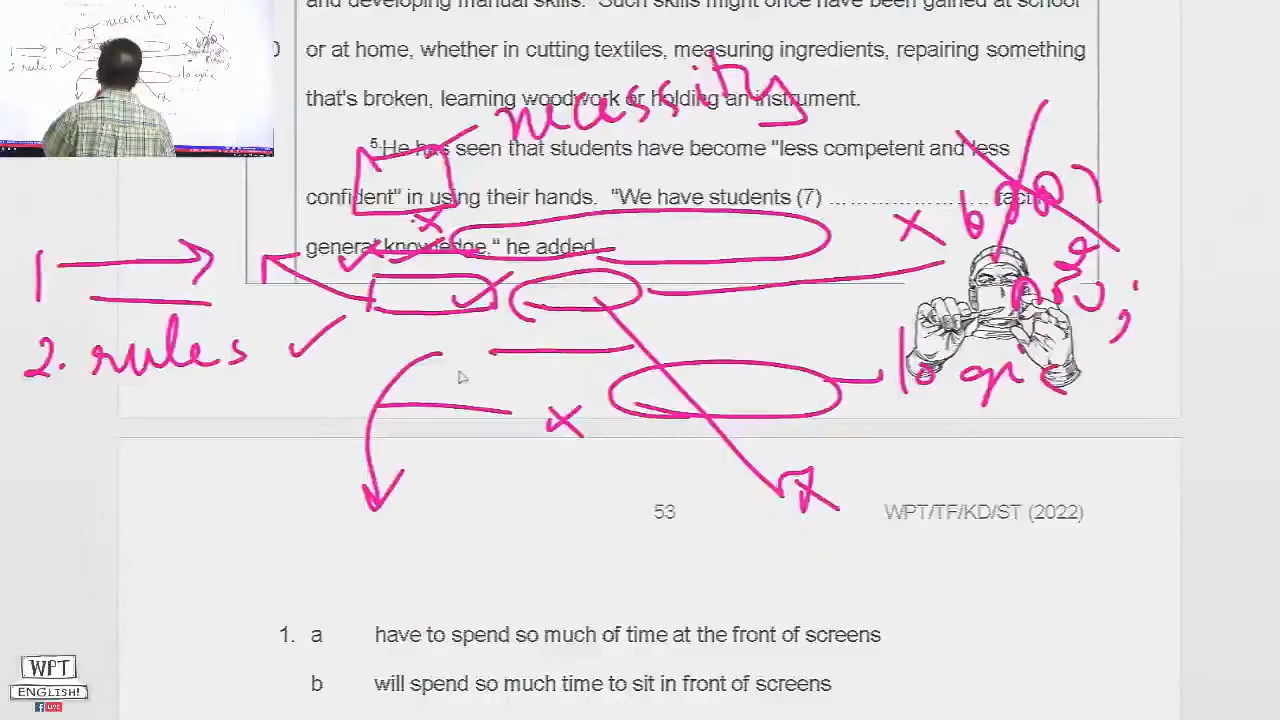 and developing manual skills. Such skills might once have been gained at school
or at home, whether in cutting textiles, measuring ingredients, repairing something
that's broken, learning woodwork or holding an instrument.
necessity
5.He has seen that students have become "less competent and less
confident" in using their hands. "We have students (7) ........................
general knowledge," he added.
1
2. rules
logic
53
WPT/TF/KD/ST (2022)
1. a have to spend so much of time at the front of screens
b will spend so much time to sit in front of screens
WPT
ENGLISH!
LIVE